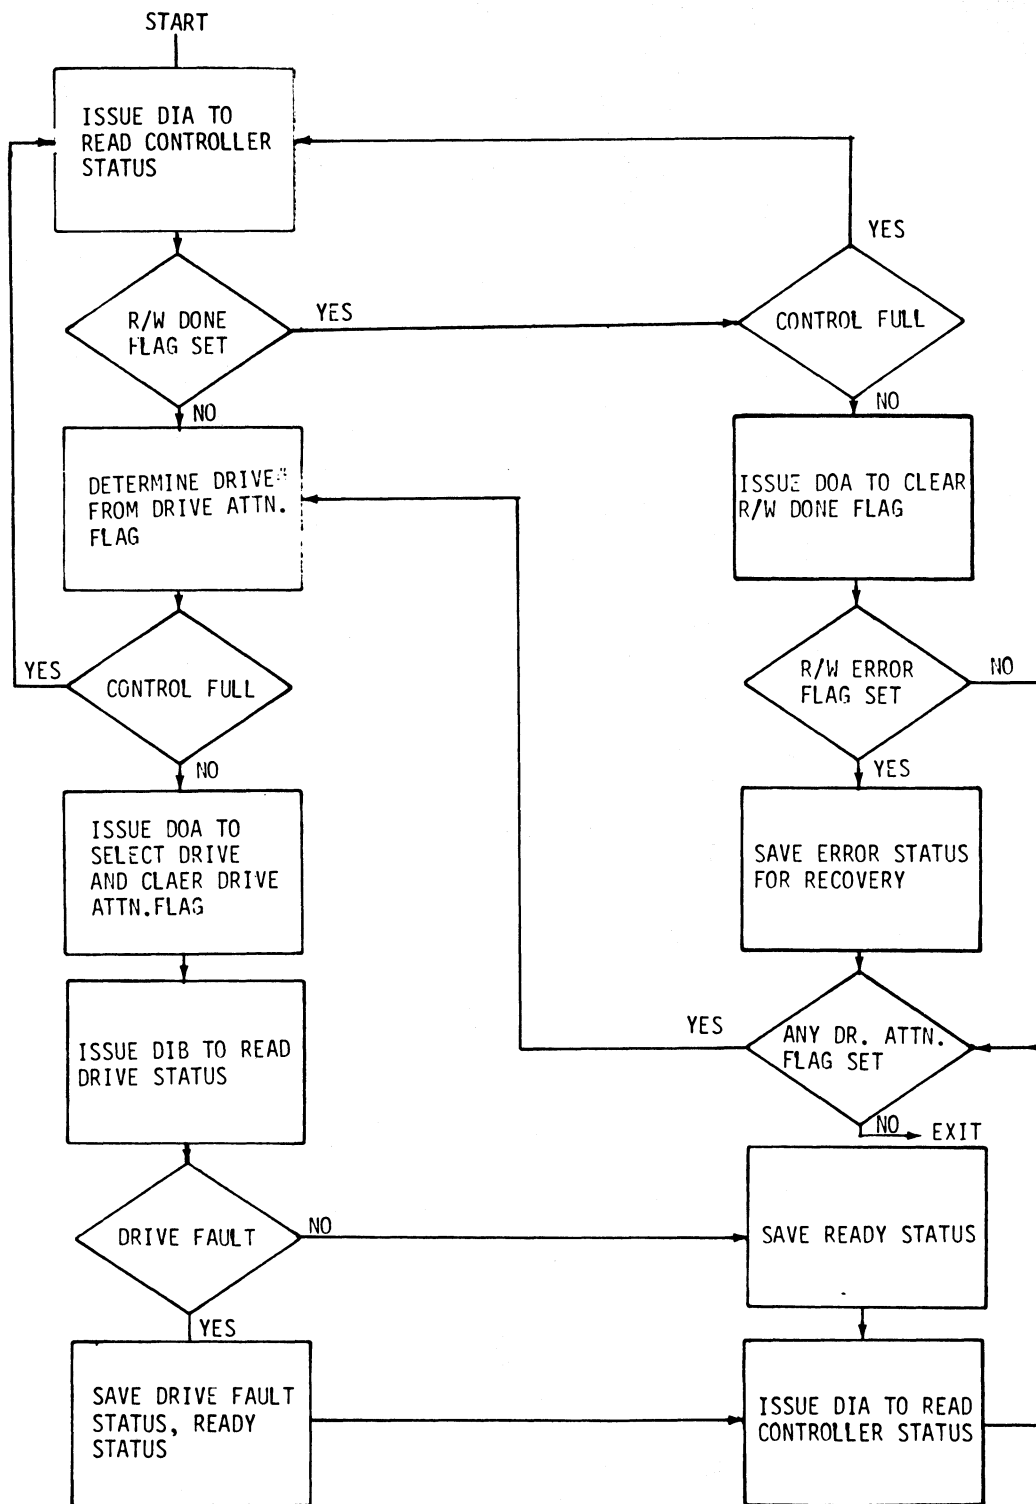 START
ISSUE DIA TO
READ CONTROLLER
STATUS
YES
R/W DONE
FLAG SET
YES
CONTROL FULL
NO
NO
DETERMINE DRIVE#
FROM DRIVE ATTN.
FLAG
ISSUE DOA TO CLEAR
R/W DONE FLAG
YES
CONTROL FULL
R/W ERROR
FLAG SET
NO
NO
YES
ISSUE DOA TO
SELECT DRIVE
AND CLAER DRIVE
ATTN.FLAG
SAVE ERROR STATUS
FOR RECOVERY
YES
ANY DR. ATTN.
FLAG SET
ISSUE DIB TO READ
DRIVE STATUS
NO
EXIT
DRIVE FAULT
NO
SAVE READY STATUS
YES
SAVE DRIVE FAULT
STATUS, READY
STATUS
ISSUE DIA TO READ
CONTROLLER STATUS